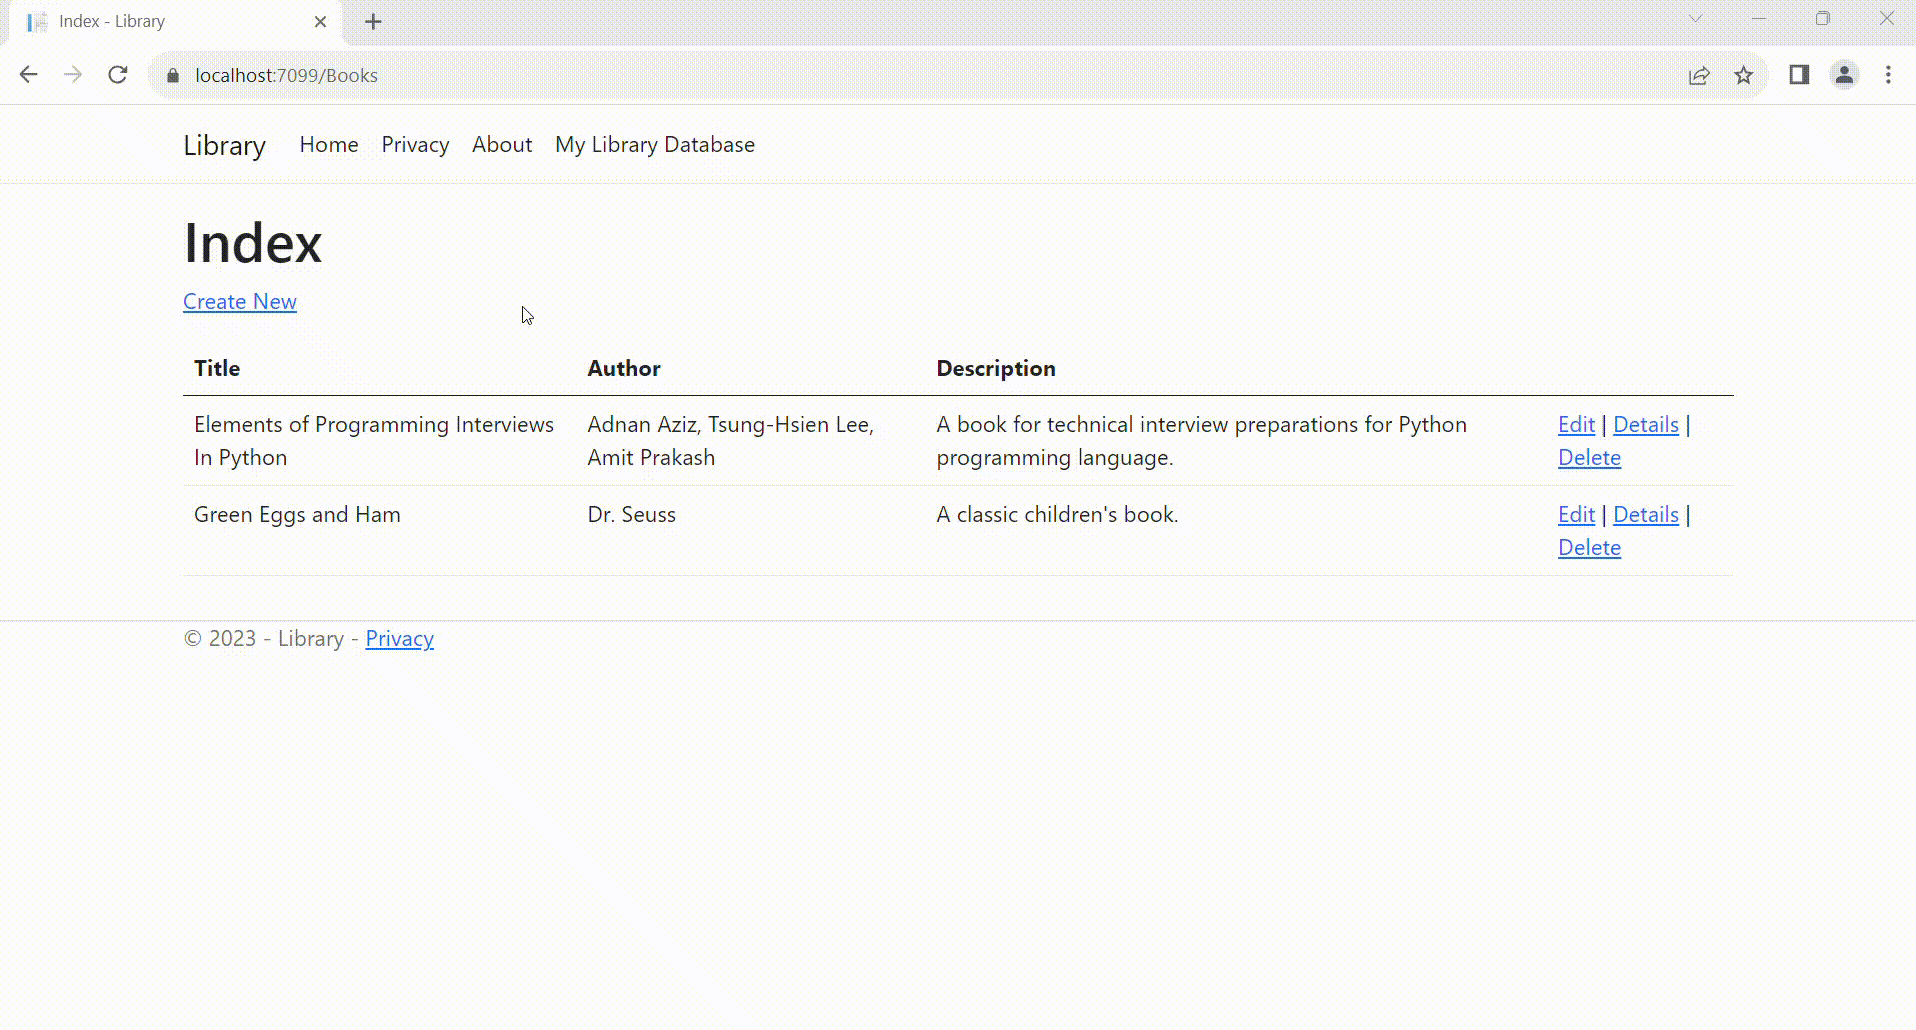 Index - Library
localhost:7099/Books
Library Home Privacy About My Library Database
Index
Create New
Title Author Description
Elements of Programming Interviews Adnan Aziz, Tsung-Hsien Lee, A book for technical interview preparations for Python Edit | Details |
In Python Amit Prakash programming language. Delete
Green Eggs and Ham Dr. Seuss A classic children's book. Edit | Details |
Delete
© 2023 - Library - Privacy